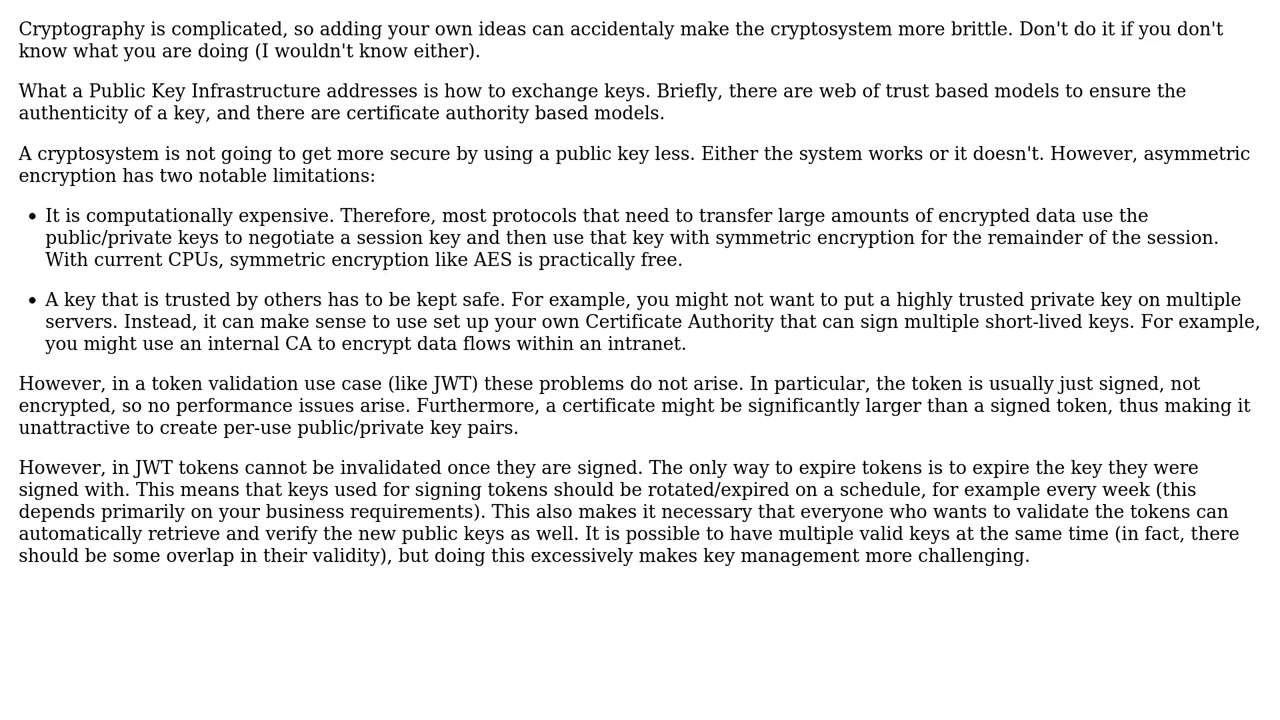 Cryptography is complicated, so adding your own ideas can accidentaly make the cryptosystem more brittle. Don't do it if you don't
know what you are doing (I wouldn't know either).
What a Public Key Infrastructure addresses is how to exchange keys. Briefly, there are web of trust based models to ensure the
authenticity of a key, and there are certificate authority based models.
A cryptosystem is not going to get more secure by using a public key less. Either the system works or it doesn't. However, asymmetric
encryption has two notable limitations:
• It is computationally expensive. Therefore, most protocols that need to transfer large amounts of encrypted data use the
public/private keys to negotiate a session key and then use that key with symmetric encryption for the remainder of the session.
With current CPUs, symmetric encryption like AES is practically free.
• A key that is trusted by others has to be kept safe. For example, you might not want to put a highly trusted private key on multiple
servers. Instead, it can make sense to use set up your own Certificate Authority that can sign multiple short-lived keys. For example,
you might use an internal CA to encrypt data flows within an intranet.
However, in a token validation use case (like JWT) these problems do not arise. In particular, the token is usually just signed, not
encrypted, so no performance issues arise. Furthermore, a certificate might be significantly larger than a signed token, thus making it
unattractive to create per-use public/private key pairs.
However, in JWT tokens cannot be invalidated once they are signed. The only way to expire tokens is to expire the key they were
signed with. This means that keys used for signing tokens should be rotated/expired on a schedule, for example every week (this
depends primarily on your business requirements). This also makes it necessary that everyone who wants to validate the tokens can
automatically retrieve and verify the new public keys as well. It is possible to have multiple valid keys at the same time (in fact, there
should be some overlap in their validity), but doing this excessively makes key management more challenging.